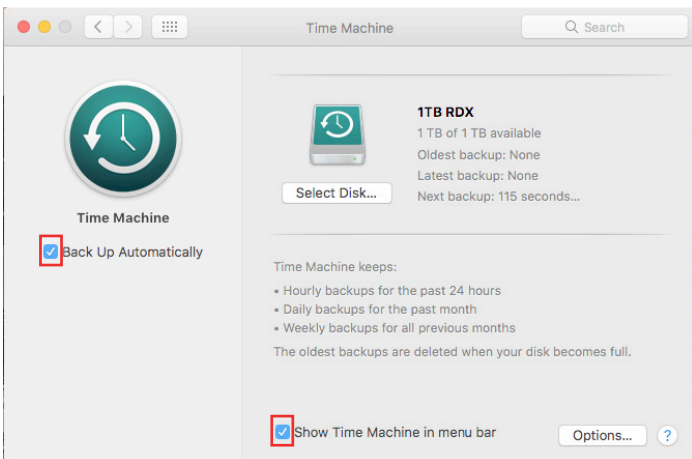 Time Machine
Search
1TB RDX
1 TB of 1 TB available
Oldest backup: None
Latest backup: None
Select Disk...
Next backup: 115 seconds...
Time Machine
Back Up Automatically
Time Machine keeps:
• Hourly backups for the past 24 hours
• Daily backups for the past month
• Weekly backups for all previous months
The oldest backups are deleted when your disk becomes full.
Show Time Machine in menu bar
Options...
?